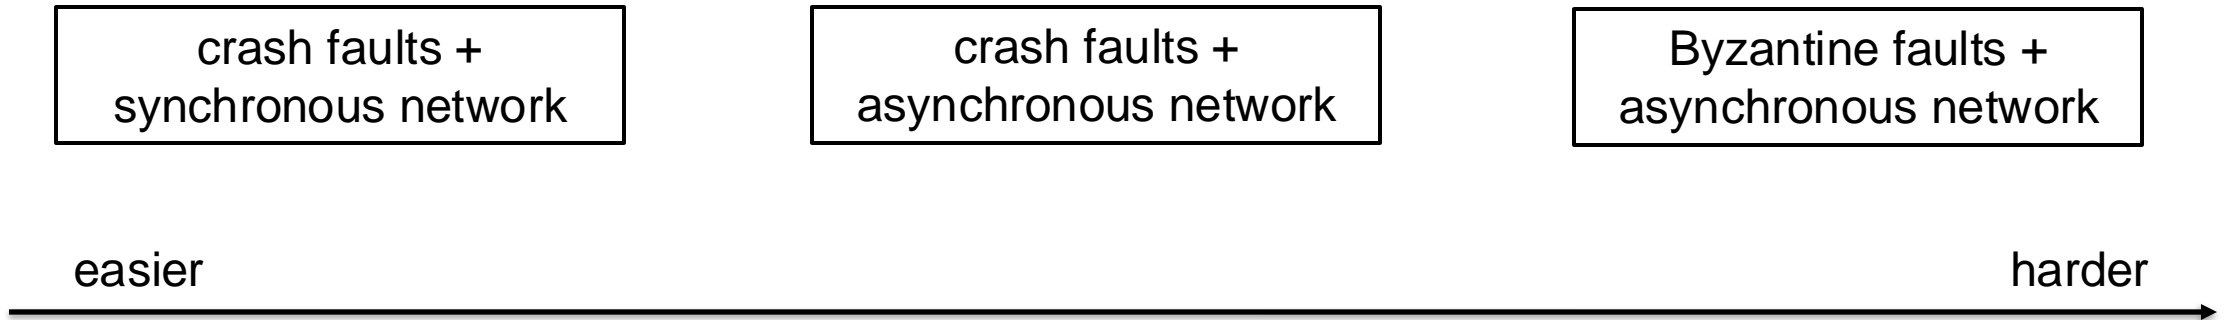 crash faults +
synchronous network
crash faults +
asynchronous network
Byzantine faults +
asynchronous network
easier
harder